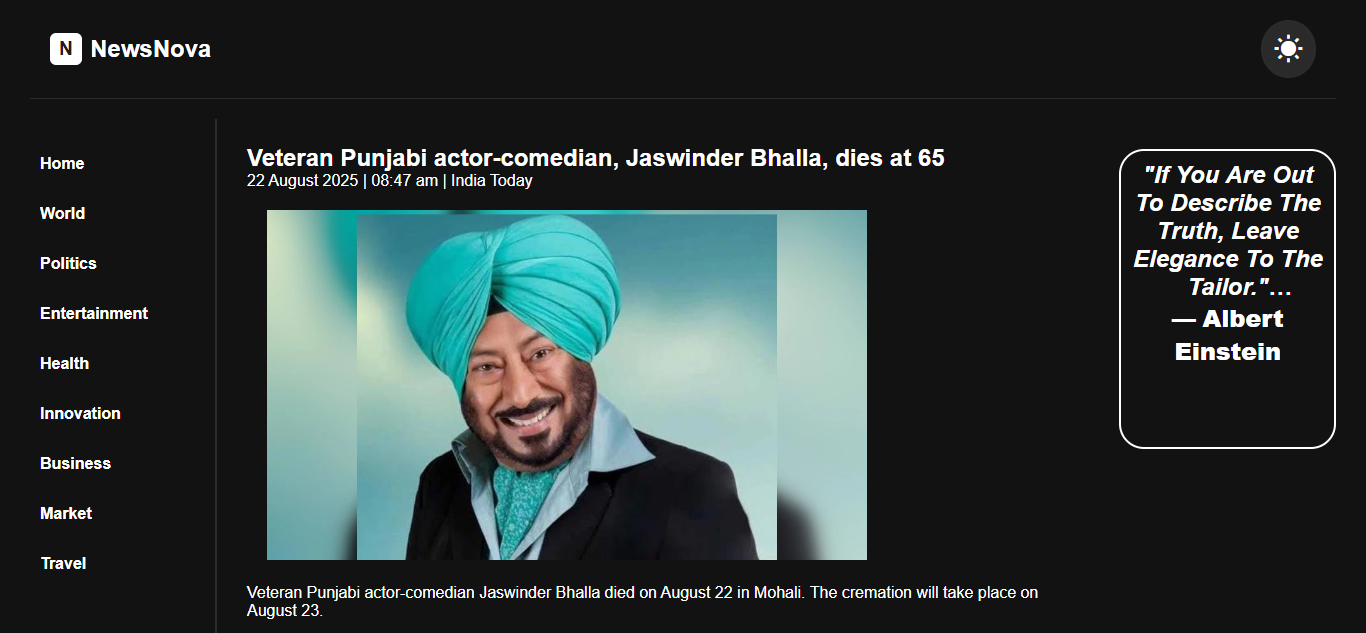 N NewsNova
Home
World
Politics
Entertainment
Health
Innovation
Business
Market
Travel
Veteran Punjabi actor-comedian, Jaswinder Bhalla, dies at 65
22 August 2025 | 08:47 am | India Today
Veteran Punjabi actor-comedian Jaswinder Bhalla died on August 22 in Mohali. The cremation will take place on
August 23.
"If You Are Out
To Describe The
Truth, Leave
Elegance To The
Tailor."…
— Albert
Einstein